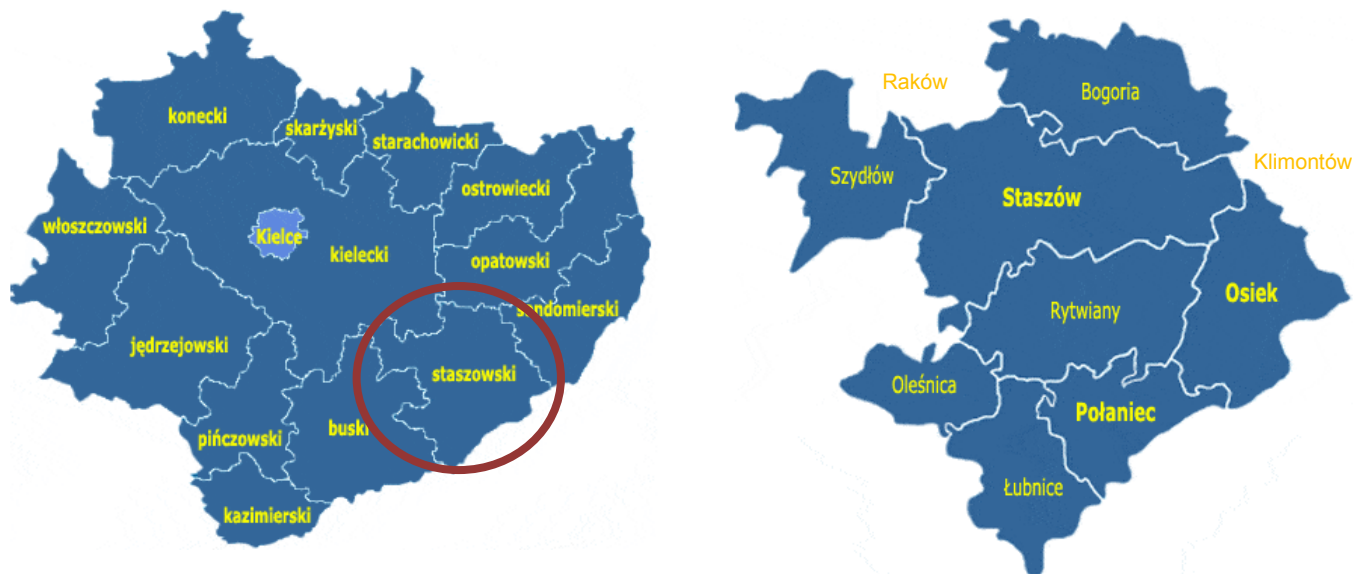 konecki
skarżyski
starachowicki
ostrowiecki
włoszczowski
Kielce
kielecki
opatowski
sandomierski
jędrzejowski
staszowski
pińczowski
buski
kazimierski
Raków
Bogoria
Klimontów
Szydłów
Staszów
Osiek
Rytwiany
Oleśnica
Połaniec
Łubnice